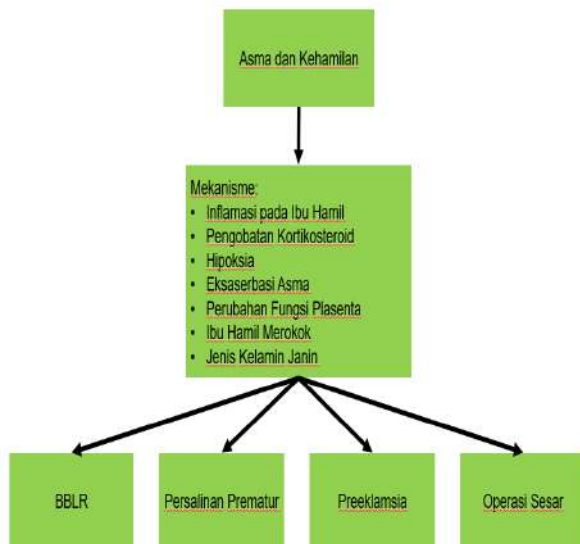 Asma dan Kehamilan
Mekanisme:
• Inflamasi pada Ibu Hamil
• Pengobatan Kortikosteroid
• Hipoksia
• Eksaserbasi Asma
• Perubahan Fungsi Plasenta
• Ibu Hamil Merokok
• Jenis Kelamin Janin
BBLR
Persalinan Prematur
Preeklamsia
Operasi Sesar